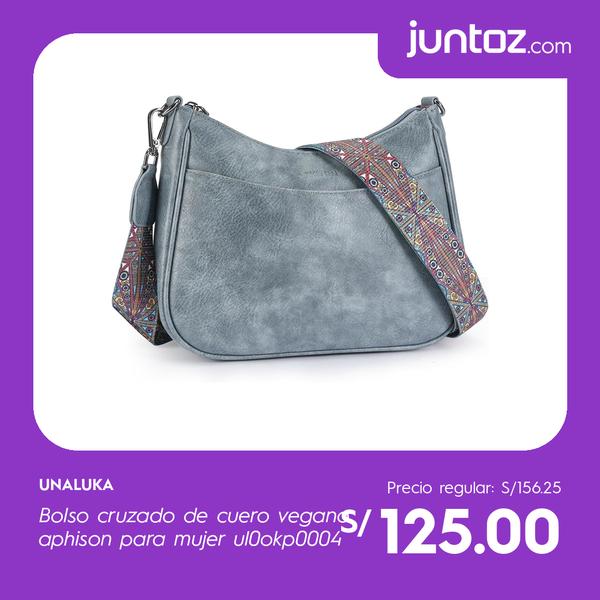 juntoz.com
UNALUKA
Bolso cruzado de cuero vegano
aphison para mujer ul0okp0004
Precio regular: S/156.25
S/125.00